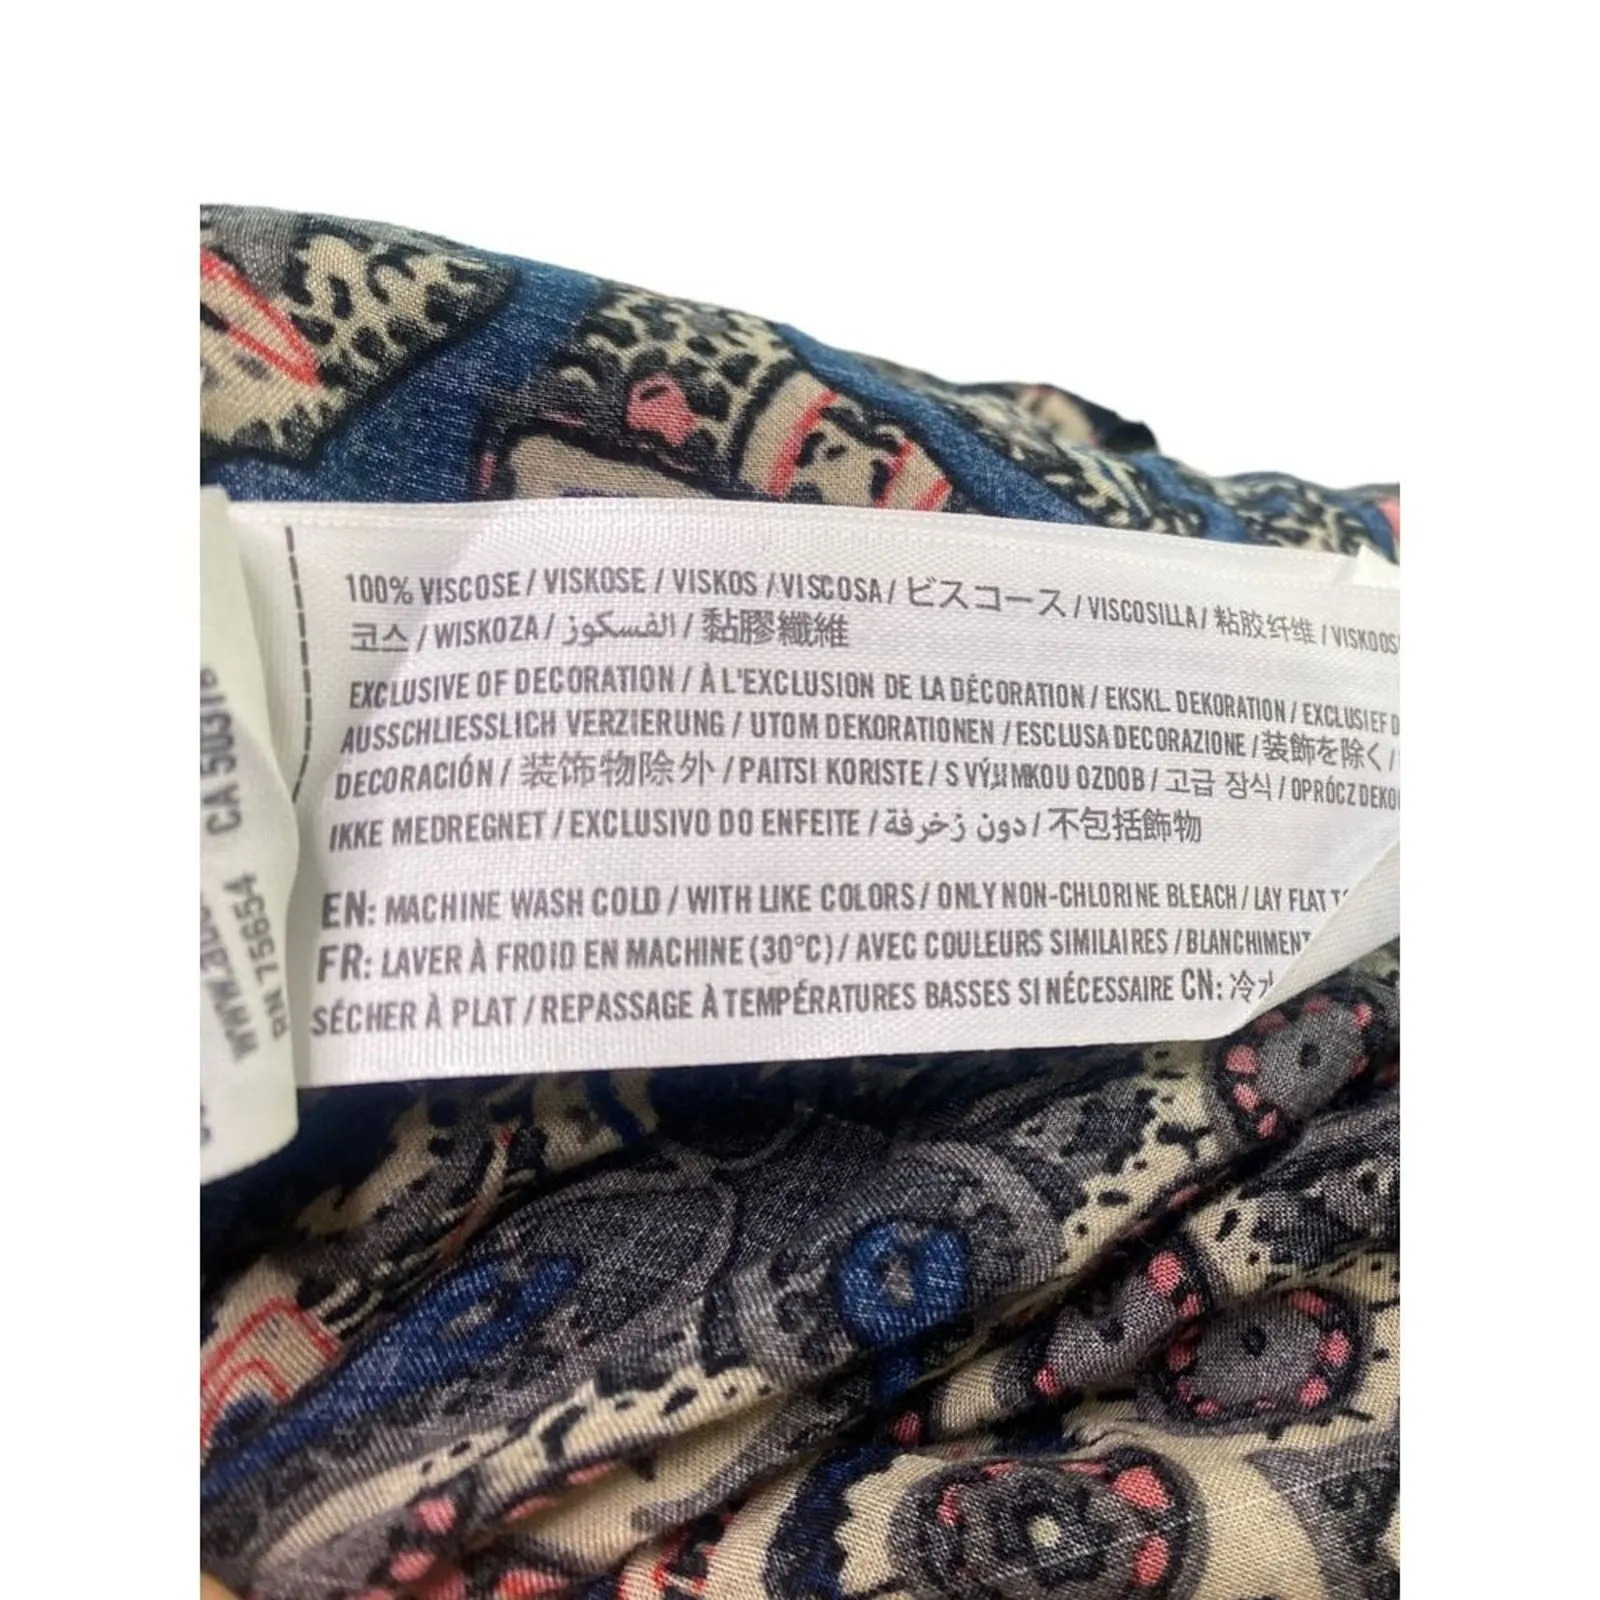 100% VISCOSE / VISKOSE / VISKOS / VISCOSA / ビスコース / VISCOSILLA / 粘胶纤维 / VISKOOS
코스 / WISKOZA / الفسكوز / 黏膠纖維
EXCLUSIVE OF DECORATION / À L'EXCLUSION DE LA DÉCORATION / EKSKL. DEKORATION / EXCLUSIEF D
AUSSCHLIESSLICH VERZIERUNG / UTOM DEKORATIONEN / ESCLUSA DECORAZIONE / 装飾を除く /
DECORACIÓN / 装饰物除外 / PAITSI KORISTE / S VÝJIMKOU OZDOB / 고급 장식 / OPRÓCZ DEKO
IKKE MEDREGNET / EXCLUSIVO DO ENFEITE / دون زخرفة / 不包括飾物
EN: MACHINE WASH COLD / WITH LIKE COLORS / ONLY NON-CHLORINE BLEACH / LAY FLAT
FR: LAVER À FROID EN MACHINE (30°C) / AVEC COULEURS SIMILAIRES / BLANCHIMENT
SÉCHER À PLAT / REPASSAGE À TEMPÉRATURES BASSES SI NÉCESSAIRE CN: 冷水
RN 75654